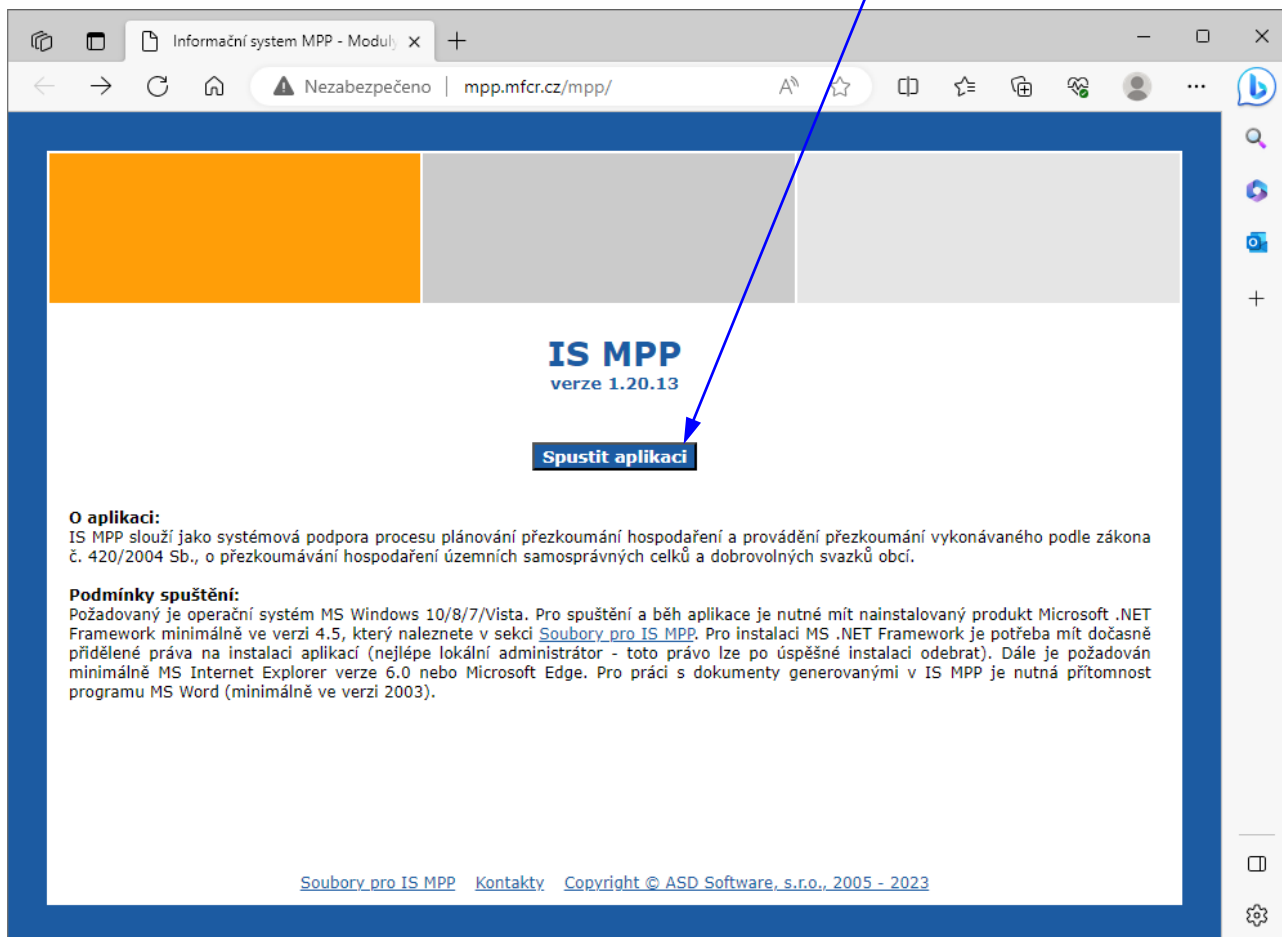 Informační system MPP - Moduly
Nezabezpečeno | mpp.mfcr.cz/mpp/
IS MPP
verze 1.20.13
Spustit aplikaci
O aplikaci:
IS MPP slouží jako systémová podpora procesu plánování přezkoumání hospodaření a provádění přezkoumání vykonávaného podle zákona
č. 420/2004 Sb., o přezkoumávání hospodaření územních samosprávných celků a dobrovolných svazků obcí.
Podmínky spuštění:
Požadovaný je operační systém MS Windows 10/8/7/Vista. Pro spuštění a běh aplikace je nutné mít nainstalovaný produkt Microsoft .NET
Framework minimálně ve verzi 4.5, který naleznete v sekci Soubory pro IS MPP. Pro instalaci MS .NET Framework je potřeba mít dočasně
přidělené práva na instalaci aplikací (nejlépe lokální administrátor - toto právo lze po úspěšné instalaci odebrat). Dále je požadován
minimálně MS Internet Explorer verze 6.0 nebo Microsoft Edge. Pro práci s dokumenty generovanými v IS MPP je nutná přítomnost
programu MS Word (minimálně ve verzi 2003).
Soubory pro IS MPP Kontakty Copyright © ASD Software, s.r.o., 2005 - 2023